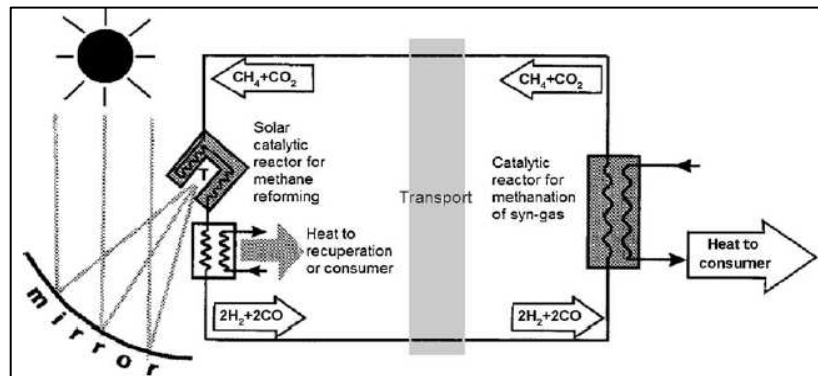 CH₄+CO₂
CH₄+CO₂
Solar
catalytic
reactor for
methane
reforming
T
Transport
Catalytic
reactor for
methanation
of syn-gas
Heat to
recuperation
or consumer
Heat to
consumer
2H₂+2CO
2H₂+2CO
mirror